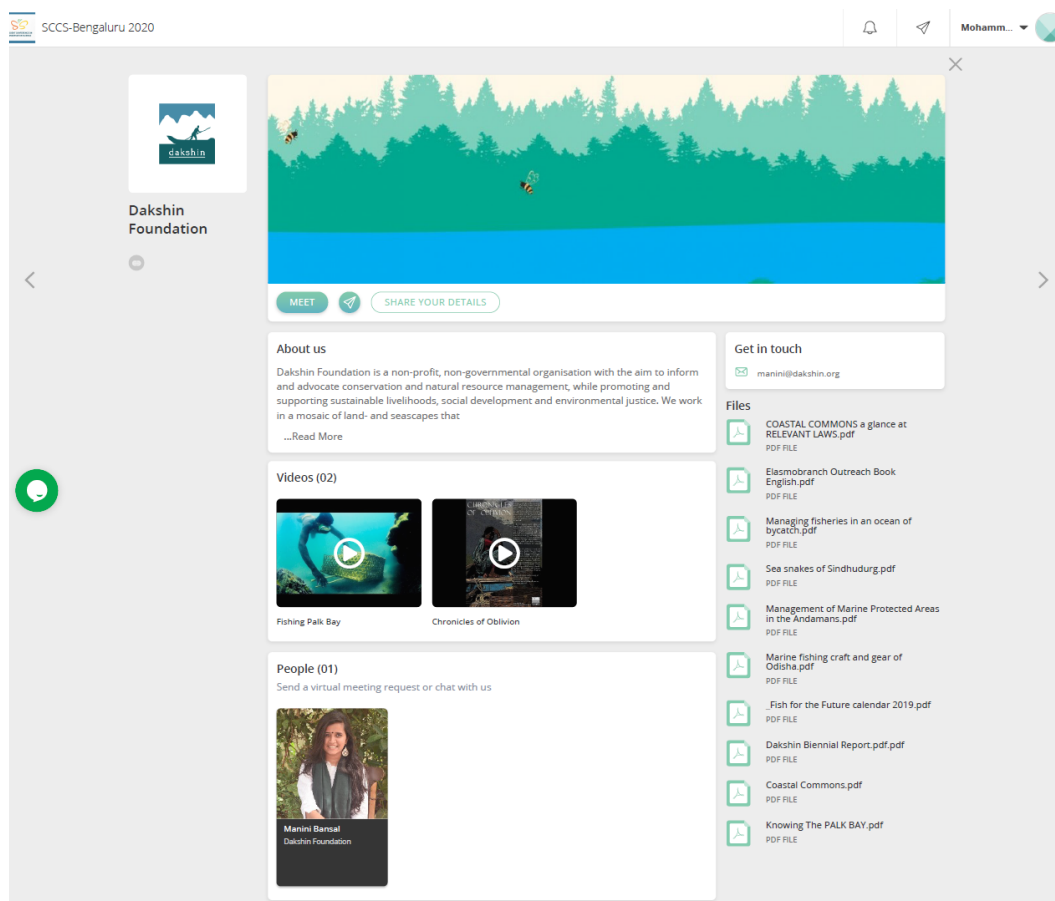 SCCS-Bengaluru 2020
Mohamm...
dakshin
Dakshin
Foundation
MEET
SHARE YOUR DETAILS
About us
Dakshin Foundation is a non-profit, non-governmental organisation with the aim to inform
and advocate conservation and natural resource management, while promoting and
supporting sustainable livelihoods, social development and environmental justice. We work
in a mosaic of land- and seascapes that
...Read More
Videos (02)
CHRONICLES
OF OBLIVION
Fishing Palk Bay
Chronicles of Oblivion
People (01)
Send a virtual meeting request or chat with us
Manini Bansal
Dakshin Foundation
Get in touch
manini@dakshin.org
Files
COASTAL COMMONS a glance at
RELEVANT LAWS.pdf
PDF FILE
Elasmobranch Outreach Book
English.pdf
PDF FILE
Managing fisheries in an ocean of
bycatch.pdf
PDF FILE
Sea snakes of Sindhudurg.pdf
PDF FILE
Management of Marine Protected Areas
in the Andamans.pdf
PDF FILE
Marine fishing craft and gear of
Odisha.pdf
PDF FILE
_Fish for the Future calendar 2019.pdf
PDF FILE
Dakshin Biennial Report.pdf.pdf
PDF FILE
Coastal Commons.pdf
PDF FILE
Knowing The PALK BAY.pdf
PDF FILE